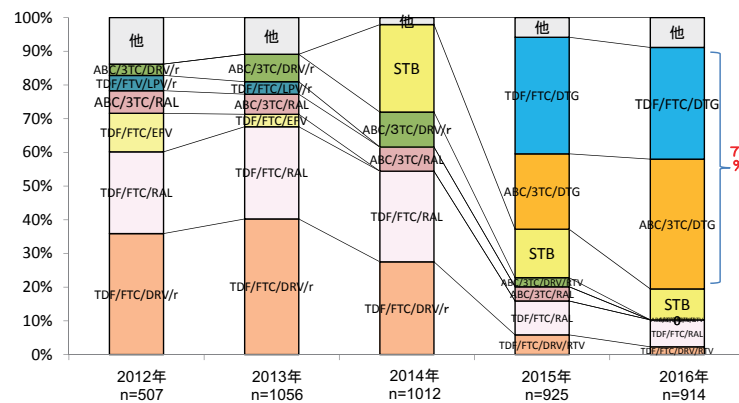 100%
90%
80%
70%
60%
50%
40%
30%
20%
10%
0%
他
ABC/3TC/DRV/r
TDF/FTV/LPV/r
ABC/3TC/RAL
TDF/FTC/EFV
TDF/FTC/RAL
TDF/FTC/DRV/r
他
ABC/3TC/DRV/r
TDF/FTC/LPV/r
ABC/3TC/RAL
TDF/FTC/EFV
TDF/FTC/RAL
TDF/FTC/DRV/r
STB
ABC/3TC/DRV/r
ABC/3TC/RAL
TDF/FTC/RAL
TDF/FTC/DRV/r
他
TDF/FTC/DTG
ABC/3TC/DTG
STB
ABC/3TC/DRV/RTV
ABC/3TC/RAL
TDF/FTC/RAL
TDF/FTC/DRV/RTV
他
TDF/FTC/DTG
ABC/3TC/DTG
STB
0
TDF/FTC/RAL
TDF/FTC/DRV/RTV
7
%
2012年
n=507
2013年
n=1056
2014年
n=1012
2015年
n=925
2016年
n=914
他